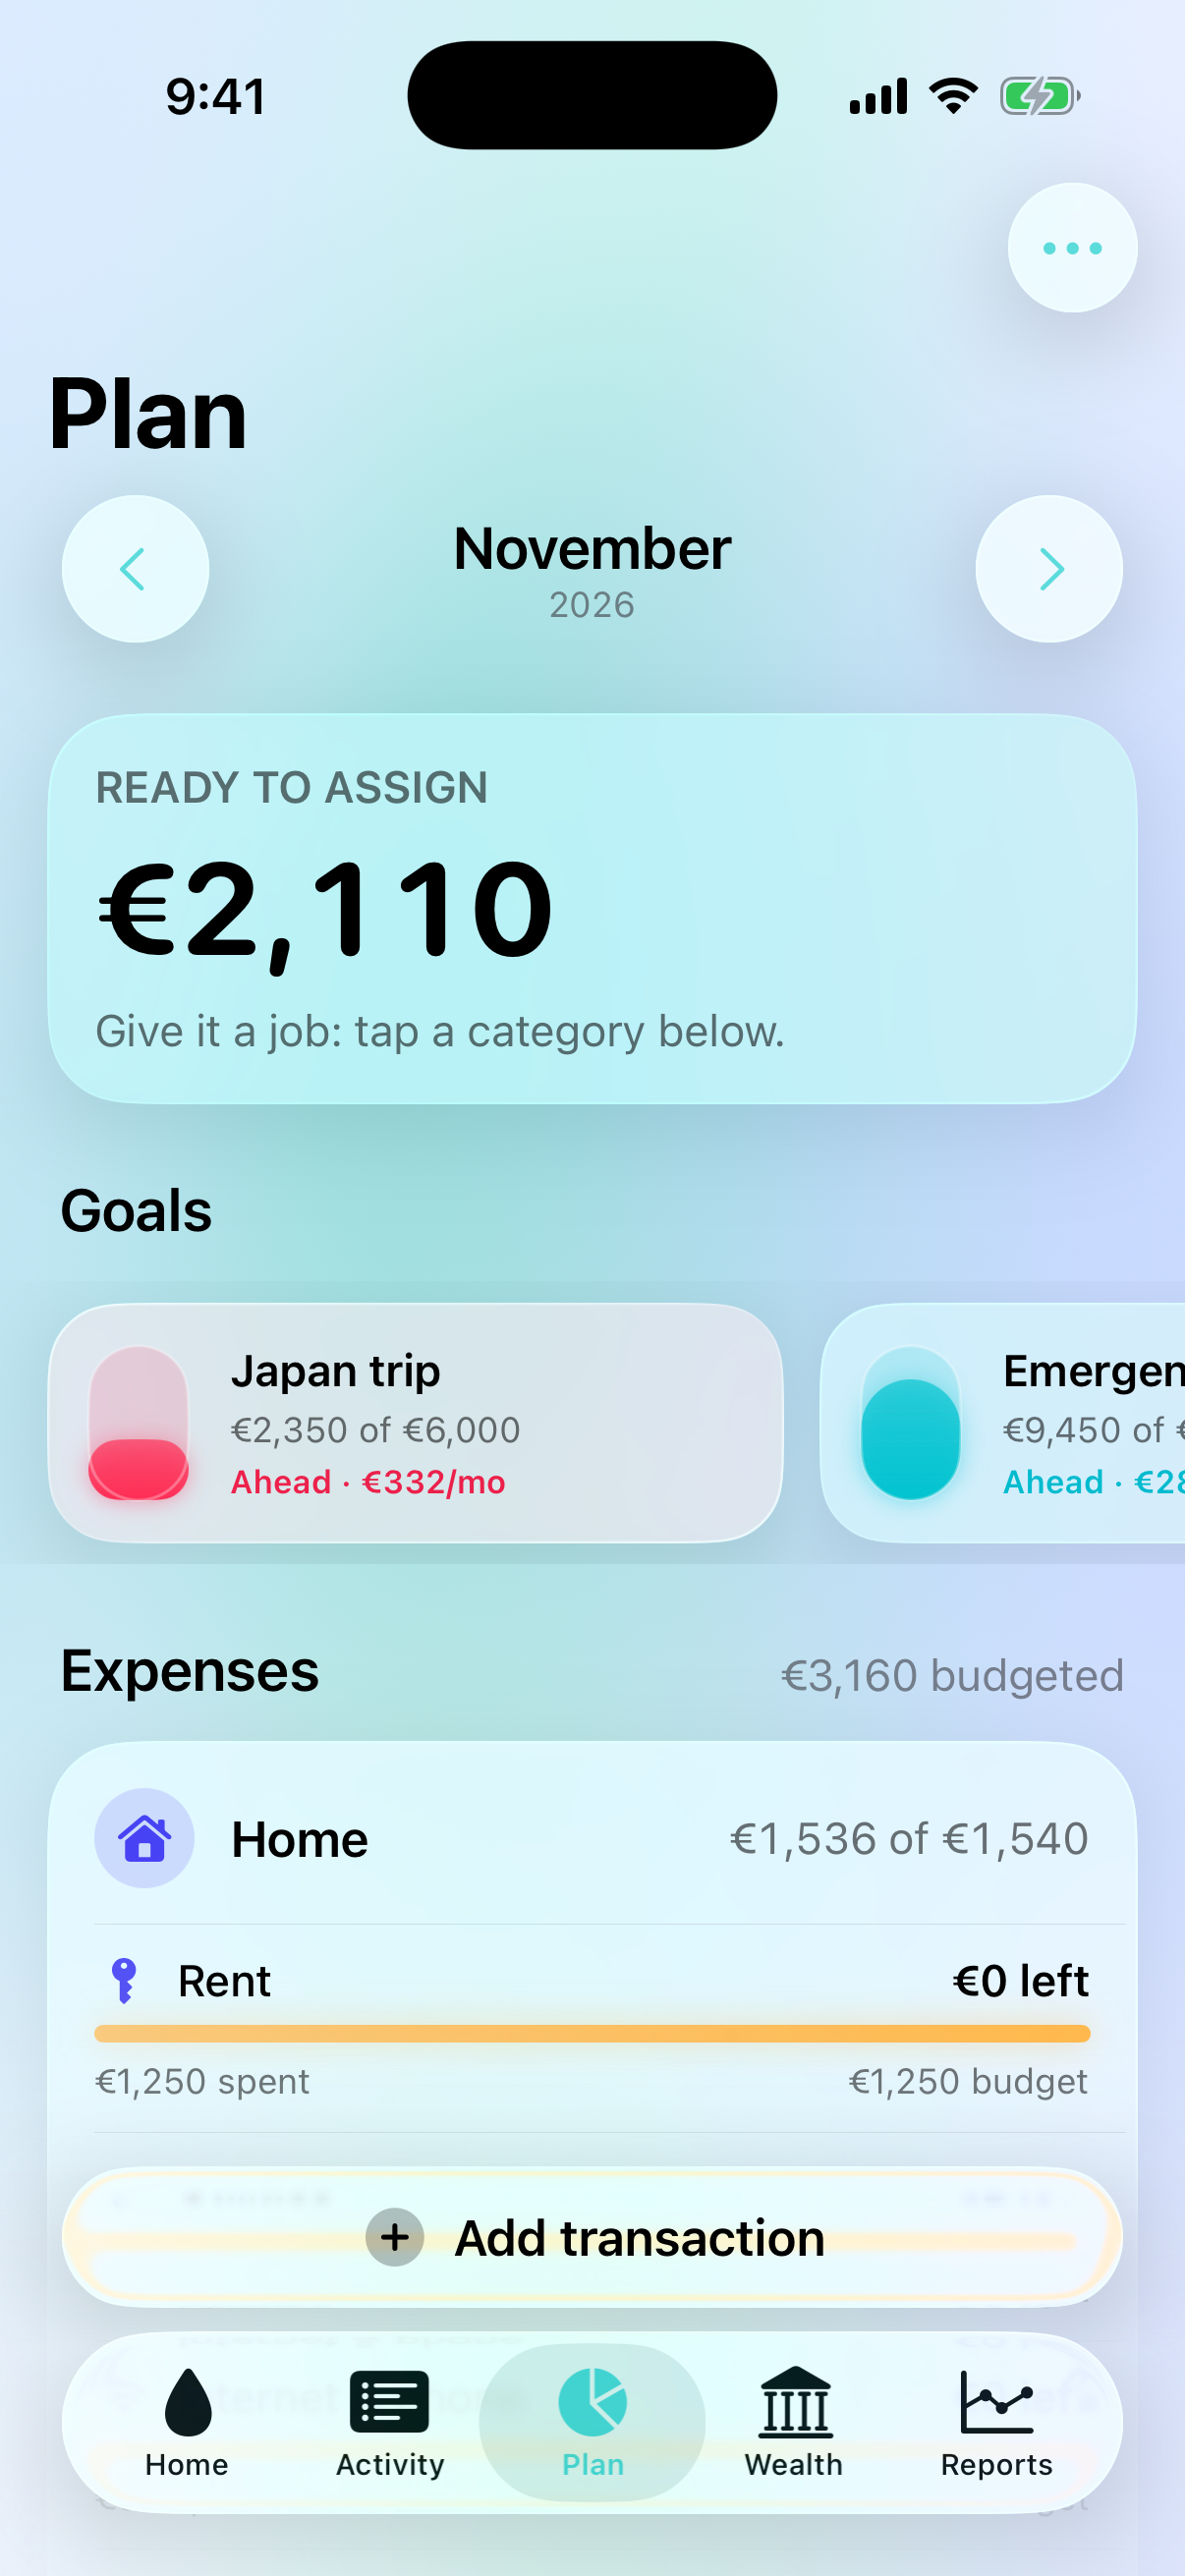 9:41
Plan
November
2026
READY TO ASSIGN
€2,110
Give it a job: tap a category below.
Goals
Japan trip
€2,350 of €6,000
Ahead · €332/mo
Emergen
€9,450 of €
Ahead · €28
Expenses
€3,160 budgeted
Home
€1,536 of €1,540
Rent
€0 left
€1,250 spent
€1,250 budget
Add transaction
Home
Activity
Plan
Wealth
Reports